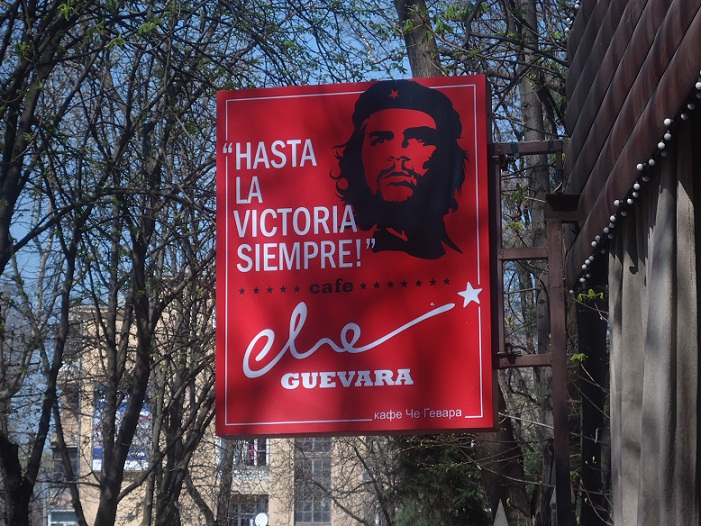 “HASTA
LA
VICTORIA
SIEMPRE!”
cafe
che
GUEVARA
кафе Че Гевара